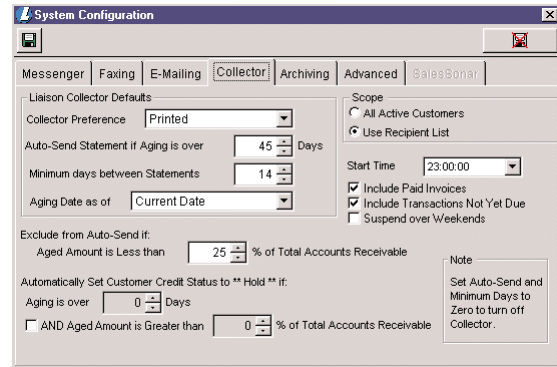 System Configuration
Messenger Faxing E-Mailing Collector Archiving Advanced SalesSonar
Liaison Collector Defaults
Collector Preference Printed
Auto-Send Statement if Aging is over 45 Days
Minimum days between Statements 14
Aging Date as of Current Date
Scope
All Active Customers
Use Recipient List
Start Time 23:00:00
Include Paid Invoices
Include Transactions Not Yet Due
Suspend over Weekends
Exclude from Auto-Send if:
Aged Amount is Less than 25 % of Total Accounts Receivable
Automatically Set Customer Credit Status to ** Hold ** if:
Aging is over 0 Days
AND Aged Amount is Greater than 0 % of Total Accounts Receivable
Note
Set Auto-Send and
Minimum Days to
Zero to turn off
Collector.